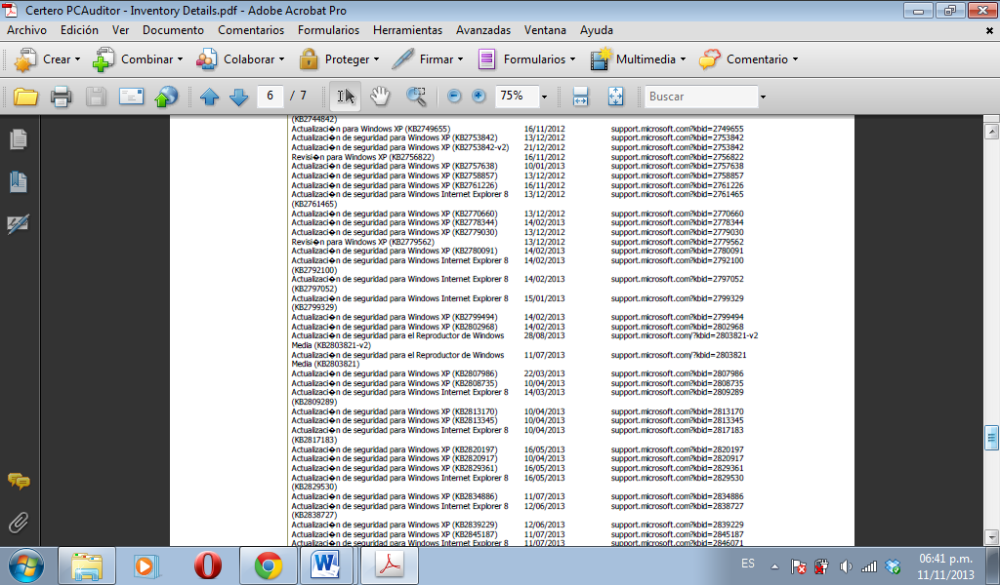 Certero PCAuditor - Inventory Details.pdf - Adobe Acrobat Pro
Archivo Edición Ver Documento Comentarios Formularios Herramientas Avanzadas Ventana Ayuda
Crear Combinar Colaborar Proteger Firmar Formularios Multimedia Comentario
6 / 7 75% Buscar
(KB2744842)
Actualizaci�n para Windows XP (KB2749655) 16/11/2012 support.microsoft.com?kbid=2749655
Actualizaci�n de seguridad para Windows XP (KB2753842) 13/12/2012 support.microsoft.com?kbid=2753842
Actualizaci�n de seguridad para Windows XP (KB2753842-v2) 21/12/2012 support.microsoft.com?kbid=2753842
Revisi�n para Windows XP (KB2756822) 16/11/2012 support.microsoft.com?kbid=2756822
Actualizaci�n de seguridad para Windows XP (KB2757638) 10/01/2013 support.microsoft.com?kbid=2757638
Actualizaci�n de seguridad para Windows XP (KB2758857) 13/12/2012 support.microsoft.com?kbid=2758857
Actualizaci�n de seguridad para Windows XP (KB2761226) 16/11/2012 support.microsoft.com?kbid=2761226
Actualizaci�n de seguridad para Windows Internet Explorer 8 13/12/2012 support.microsoft.com?kbid=2761465
(KB2761465)
Actualizaci�n de seguridad para Windows XP (KB2770660) 13/12/2012 support.microsoft.com?kbid=2770660
Actualizaci�n de seguridad para Windows XP (KB2778344) 14/02/2013 support.microsoft.com?kbid=2778344
Actualizaci�n de seguridad para Windows XP (KB2779030) 13/12/2012 support.microsoft.com?kbid=2779030
Revisi�n para Windows XP (KB2779562) 13/12/2012 support.microsoft.com?kbid=2779562
Actualizaci�n de seguridad para Windows XP (KB2780091) 14/02/2013 support.microsoft.com?kbid=2780091
Actualizaci�n de seguridad para Windows Internet Explorer 8 14/02/2013 support.microsoft.com?kbid=2792100
(KB2792100)
Actualizaci�n de seguridad para Windows Internet Explorer 8 14/02/2013 support.microsoft.com?kbid=2797052
(KB2797052)
Actualizaci�n de seguridad para Windows Internet Explorer 8 15/01/2013 support.microsoft.com?kbid=2799329
(KB2799329)
Actualizaci�n de seguridad para Windows XP (KB2799494) 14/02/2013 support.microsoft.com?kbid=2799494
Actualizaci�n de seguridad para Windows XP (KB2802968) 14/02/2013 support.microsoft.com?kbid=2802968
Actualizaci�n de seguridad para el Reproductor de Windows 28/08/2013 support.microsoft.com/?kbid=2803821-v2
Media (KB2803821-v2)
Actualizaci�n de seguridad para el Reproductor de Windows 11/07/2013 support.microsoft.com/?kbid=2803821
Media (KB2803821)
Actualizaci�n de seguridad para Windows XP (KB2807986) 22/03/2013 support.microsoft.com?kbid=2807986
Actualizaci�n de seguridad para Windows XP (KB2808735) 10/04/2013 support.microsoft.com?kbid=2808735
Actualizaci�n de seguridad para Windows Internet Explorer 8 14/03/2013 support.microsoft.com?kbid=2809289
(KB2809289)
Actualizaci�n de seguridad para Windows XP (KB2813170) 10/04/2013 support.microsoft.com?kbid=2813170
Actualizaci�n de seguridad para Windows XP (KB2813345) 10/04/2013 support.microsoft.com?kbid=2813345
Actualizaci�n de seguridad para Windows Internet Explorer 8 10/04/2013 support.microsoft.com?kbid=2817183
(KB2817183)
Actualizaci�n de seguridad para Windows XP (KB2820197) 16/05/2013 support.microsoft.com?kbid=2820197
Actualizaci�n de seguridad para Windows XP (KB2820917) 10/04/2013 support.microsoft.com?kbid=2820917
Actualizaci�n de seguridad para Windows XP (KB2829361) 16/05/2013 support.microsoft.com?kbid=2829361
Actualizaci�n de seguridad para Windows Internet Explorer 8 16/05/2013 support.microsoft.com?kbid=2829530
(KB2829530)
Actualizaci�n de seguridad para Windows XP (KB2834886) 11/07/2013 support.microsoft.com?kbid=2834886
Actualizaci�n de seguridad para Windows Internet Explorer 8 12/06/2013 support.microsoft.com?kbid=2838727
(KB2838727)
Actualizaci�n de seguridad para Windows XP (KB2839229) 12/06/2013 support.microsoft.com?kbid=2839229
Actualizaci�n de seguridad para Windows XP (KB2845187) 11/07/2013 support.microsoft.com?kbid=2845187
Actualizaci�n de seguridad para Windows Internet Explorer 8 11/07/2013 support.microsoft.com?kbid=2846071
ES 06:41 p.m.
11/11/2013